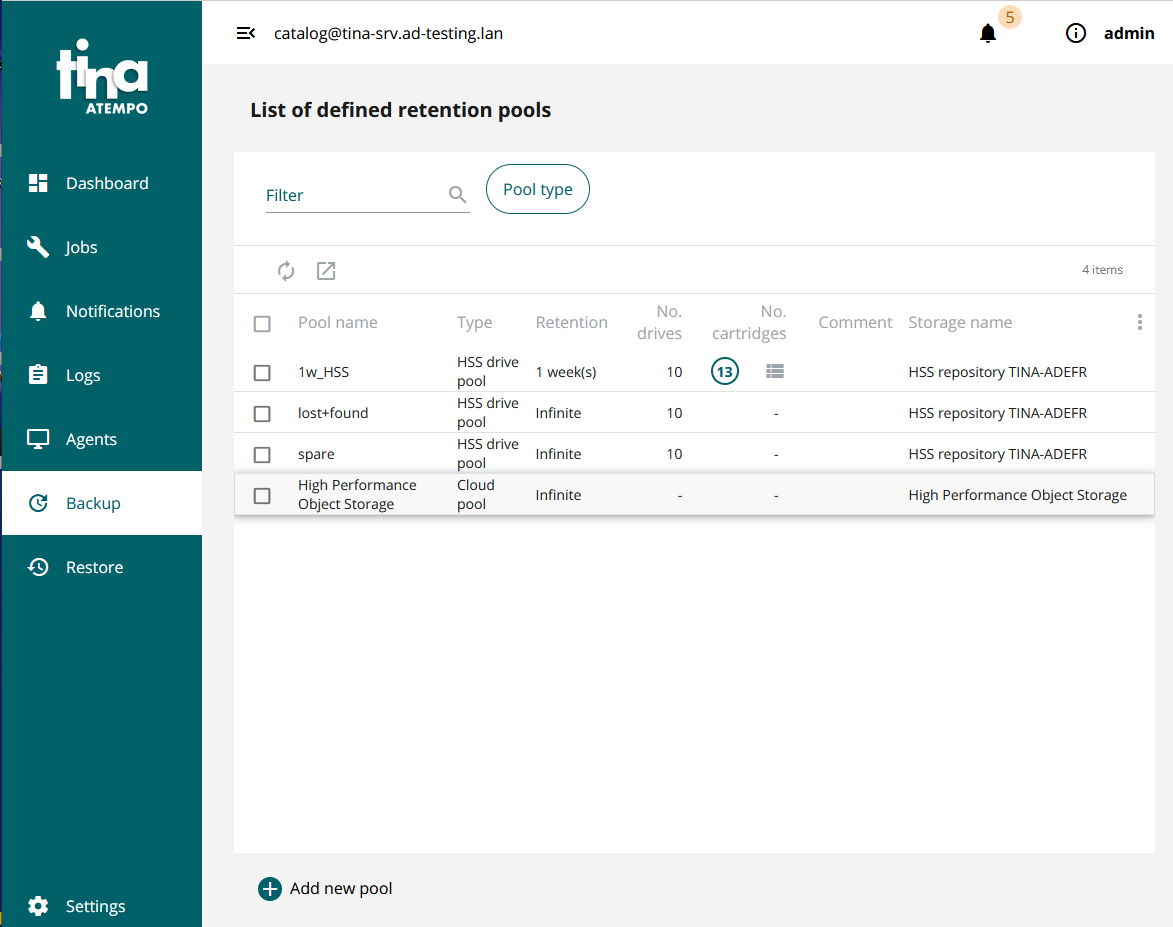 tina
ATEMPO
Dashboard
Jobs
Notifications
Logs
Agents
Backup
Restore
Settings
catalog@tina-srv.ad-testing.lan
5
admin
List of defined retention pools
Filter
Pool type
4 items
Pool name Type Retention No. drives No. cartridges Comment Storage name
1w_HSS HSS drive pool 1 week(s) 10 13 HSS repository TINA-ADEFR
lost+found HSS drive pool Infinite 10 - HSS repository TINA-ADEFR
spare HSS drive pool Infinite 10 - HSS repository TINA-ADEFR
High Performance Object Storage Cloud pool Infinite - - High Performance Object Storage
Add new pool